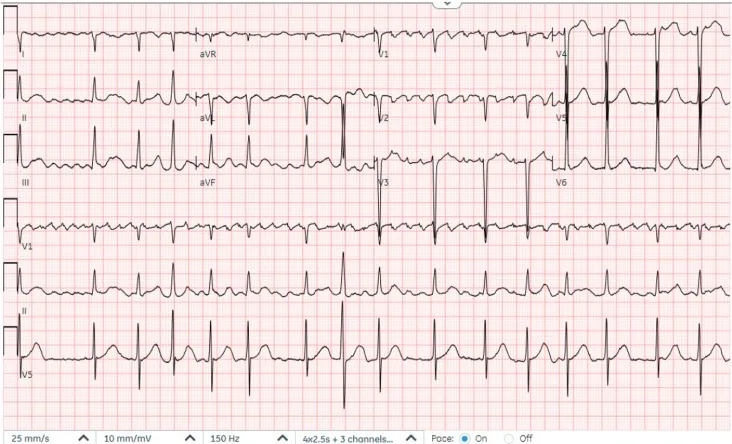 I aVR V1 V4
II aVL V2 V5
III aVF V3 V6
V1
II
V5
25 mm/s 10 mm/mV 150 Hz 4x2.5s + 3 channels... Pace: On Off